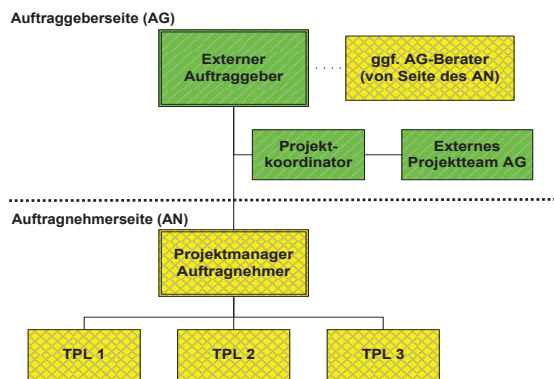 Auftraggeberseite (AG)
Externer
Auftraggeber
ggf. AG-Berater
(von Seite des AN)
Projekt-
koordinator
Externes
Projektteam AG
Auftragnehmerseite (AN)
Projektmanager
Auftragnehmer
TPL 1
TPL 2
TPL 3